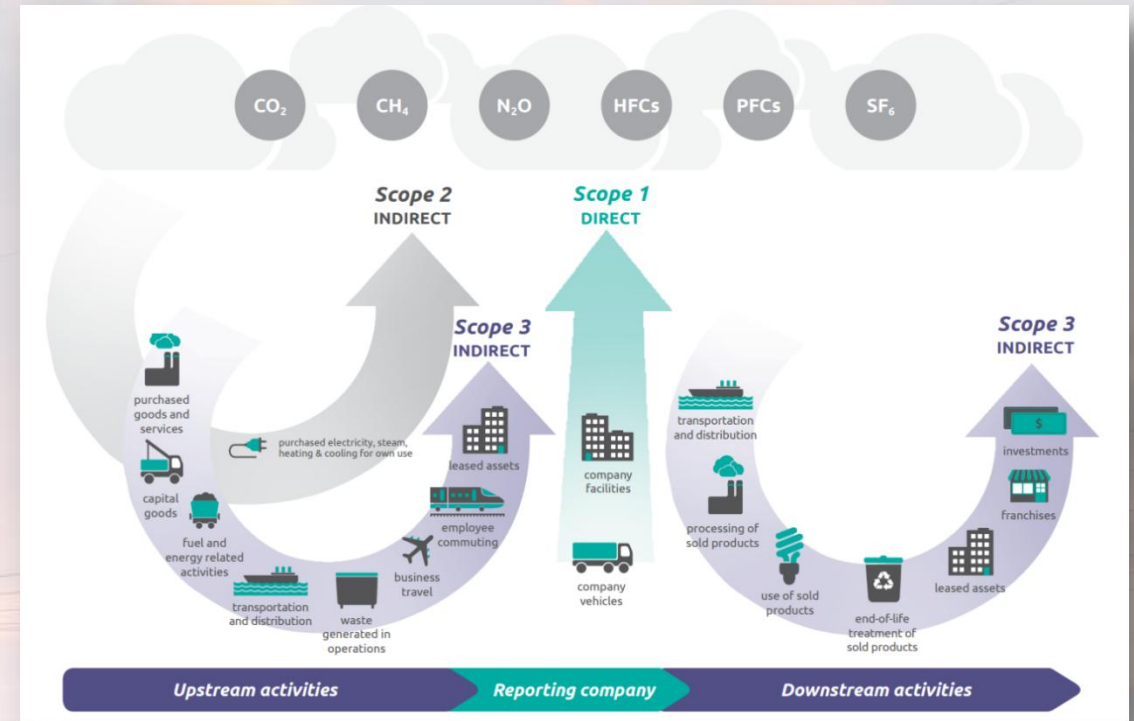 CO₂
CH₄
N₂O
HFCs
PFCs
SF₆
Scope 2
INDIRECT
Scope 1
DIRECT
Scope 3
INDIRECT
Scope 3
INDIRECT
purchased
goods and
services
capital
goods
fuel and
energy related
activities
transportation
and distribution
waste
generated in
operations
business
travel
employee
commuting
leased assets
purchased electricity, steam,
heating & cooling for own use
company
facilities
company
vehicles
transportation
and distribution
processing of
sold products
use of sold
products
end-of-life
treatment of
sold products
leased assets
franchises
investments
$
Upstream activities
Reporting company
Downstream activities